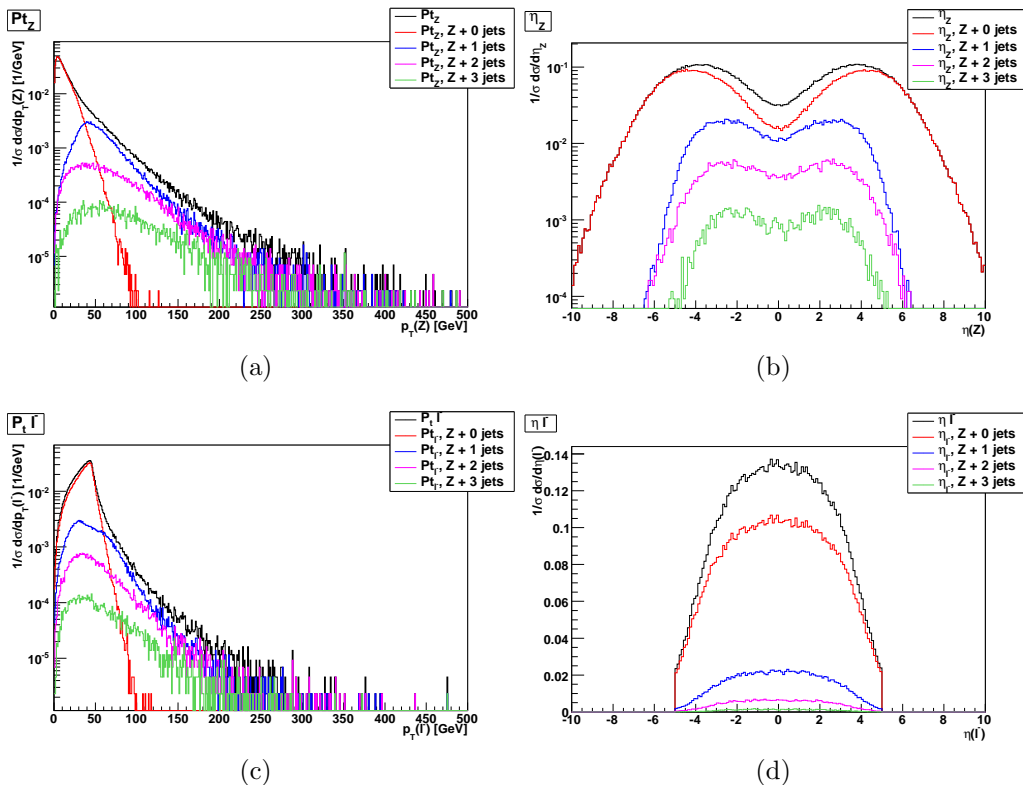 Pt_Z
Pt_Z
Pt_Z, Z + 0 jets
Pt_Z, Z + 1 jets
Pt_Z, Z + 2 jets
Pt_Z, Z + 3 jets
1/σ dσ/dp_T(Z) [1/GeV]
10^-2
10^-3
10^-4
10^-5
0 50 100 150 200 250 300 350 400 450 500
p_T(Z) [GeV]
(a)
η_Z
η_Z
η_Z, Z + 0 jets
η_Z, Z + 1 jets
η_Z, Z + 2 jets
η_Z, Z + 3 jets
1/σ dσ/dη_Z
10^-1
10^-2
10^-3
10^-4
-10 -8 -6 -4 -2 0 2 4 6 8 10
η(Z)
(b)
P_t l^-
P_t l^-
Pt_l^-, Z + 0 jets
Pt_l^-, Z + 1 jets
Pt_l^-, Z + 2 jets
Pt_l^-, Z + 3 jets
1/σ dσ/dp_T(l^-) [1/GeV]
10^-2
10^-3
10^-4
10^-5
0 50 100 150 200 250 300 350 400 450 500
p_T(l^-) [GeV]
(c)
η l^-
η l^-
η_l^-, Z + 0 jets
η_l^-, Z + 1 jets
η_l^-, Z + 2 jets
η_l^-, Z + 3 jets
1/σ dσ/dη(l^-)
0.14
0.12
0.1
0.08
0.06
0.04
0.02
0
-10 -8 -6 -4 -2 0 2 4 6 8 10
η(l^-)
(d)